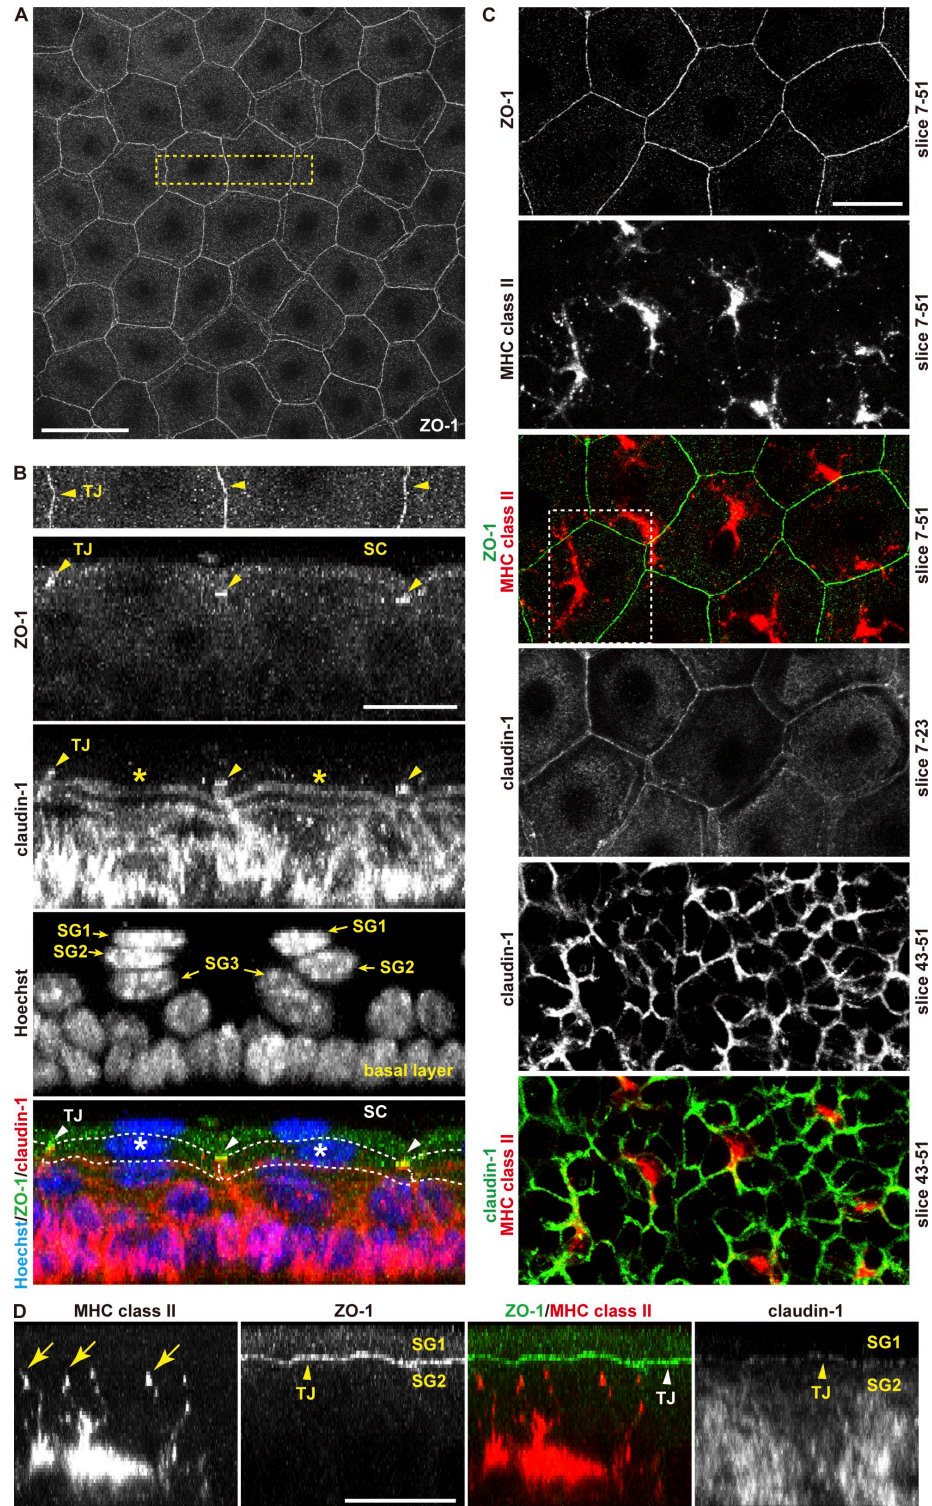 A
ZO-1
B
TJ
TJ
SC
ZO-1
TJ
*
*
claudin-1
SG1
SG2
SG3
SG1
SG2
Hoechst
basal layer
TJ
SC
*
*
Hoechst/ZO-1/claudin-1
C
ZO-1
slice 7-51
MHC class II
slice 7-51
ZO-1
MHC class II
slice 7-51
claudin-1
slice 7-23
claudin-1
slice 43-51
claudin-1
MHC class II
slice 43-51
D
MHC class II
ZO-1
ZO-1/MHC class II
claudin-1
SG1
TJ
SG2
SG1
TJ
SG2
SG1
TJ
SG2